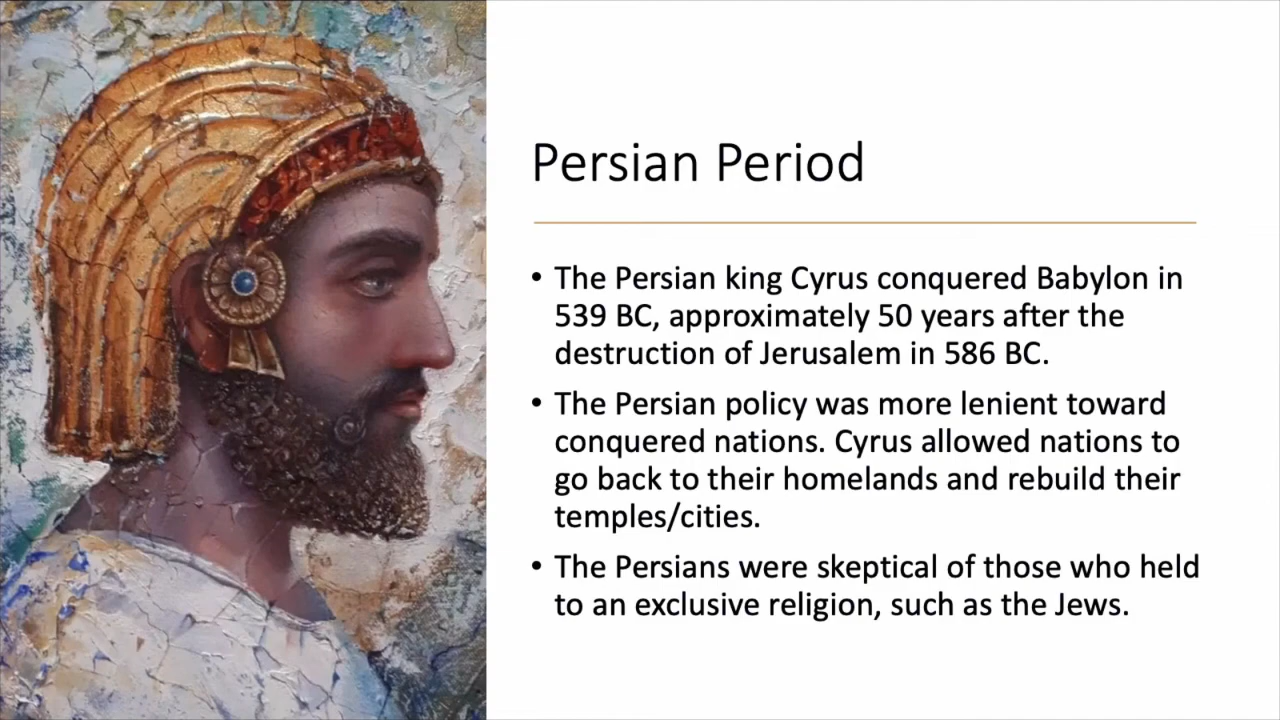 Persian Period
• The Persian king Cyrus conquered Babylon in
539 BC, approximately 50 years after the
destruction of Jerusalem in 586 BC.
• The Persian policy was more lenient toward
conquered nations. Cyrus allowed nations to
go back to their homelands and rebuild their
temples/cities.
• The Persians were skeptical of those who held
to an exclusive religion, such as the Jews.